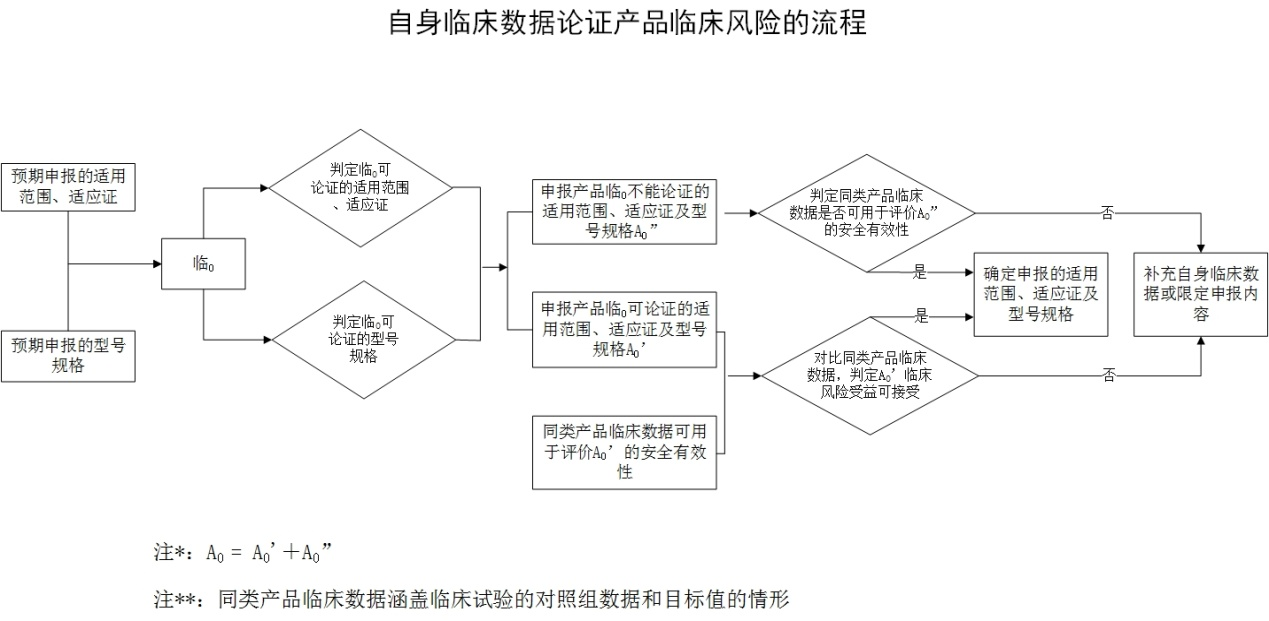 自身临床数据论证产品临床风险的流程
预期申报的适用
范围、适应证
预期申报的型号
规格
临₀
判定临₀可
论证的适用范围
、适应证
判定临₀可
论证的型号
规格
申报产品临₀不能论证的
适用范围、适应证及型
号规格A₀”
申报产品临₀可论证的适
用范围、适应证及型号
规格A₀’
同类产品临床数据可用
于评价A₀’ 的安全有效
性
判定同类产品临床
数据是否可用于评价A₀”
的安全有效性
否
是
对比同类产品临床
数据，判定A₀’ 临床
风险受益可接受
是
否
确定申报的适用
范围、适应证及
型号规格
补充自身临床数
据或限定申报内
容
注*: A₀ = A₀’＋A₀”
注**: 同类产品临床数据涵盖临床试验的对照组数据和目标值的情形